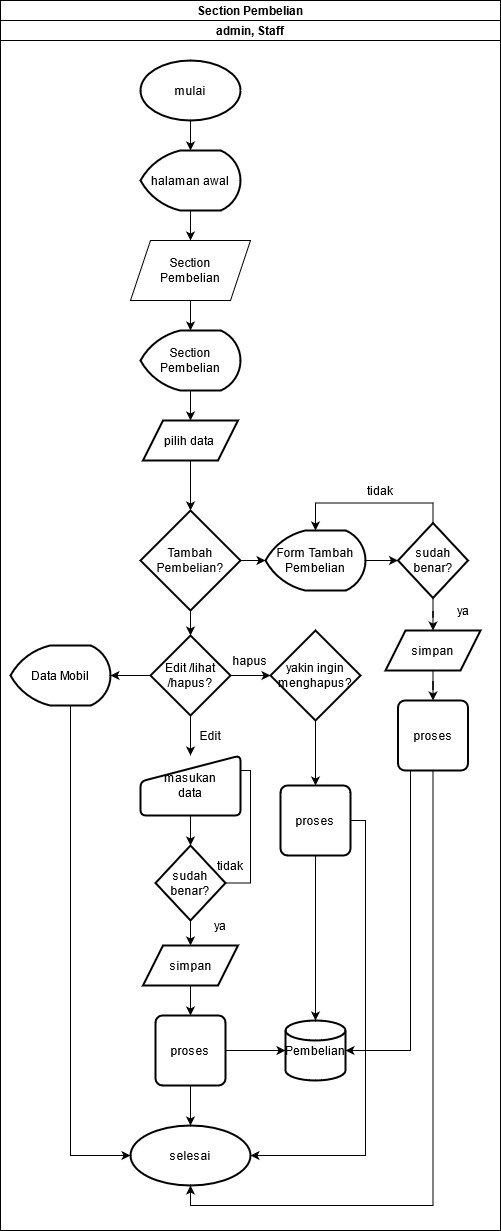 Section Pembelian
admin, Staff
mulai
halaman awal
Section
Pembelian
Section
Pembelian
pilih data
tidak
Tambah
Pembelian?
Form Tambah
Pembelian
sudah
benar?
ya
simpan
Data Mobil
Edit /lihat
/hapus?
hapus
yakin ingin
menghapus?
proses
Edit
masukan
data
proses
tidak
sudah
benar?
ya
simpan
proses
Pembelian
selesai